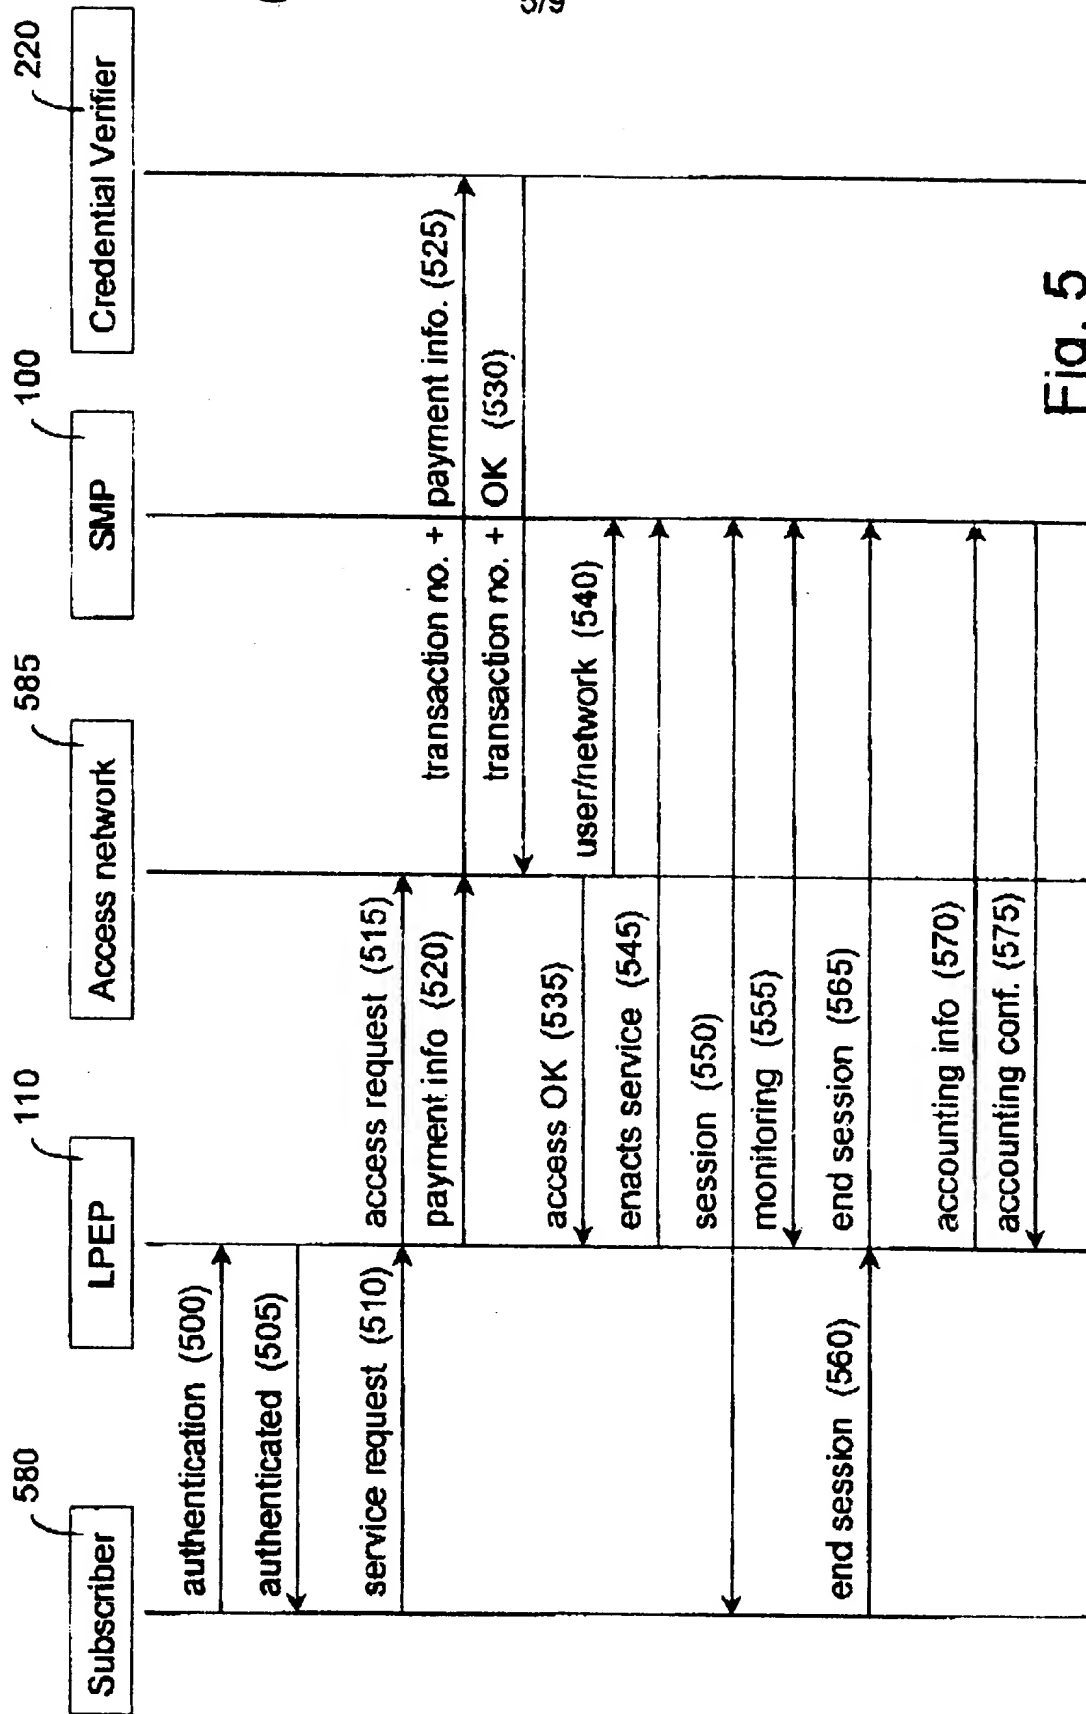 5/9
580
110
585
100
220
Subscriber
LPEP
Access network
SMP
Credential Verifier
authentication (500)
authenticated (505)
service request (510)
access request (515)
payment info (520)
transaction no. + payment info. (525)
transaction no. + OK (530)
access OK (535)
user/network (540)
enacts service (545)
session (550)
monitoring (555)
end session (560)
end session (565)
accounting info (570)
accounting conf. (575)
Fig. 5